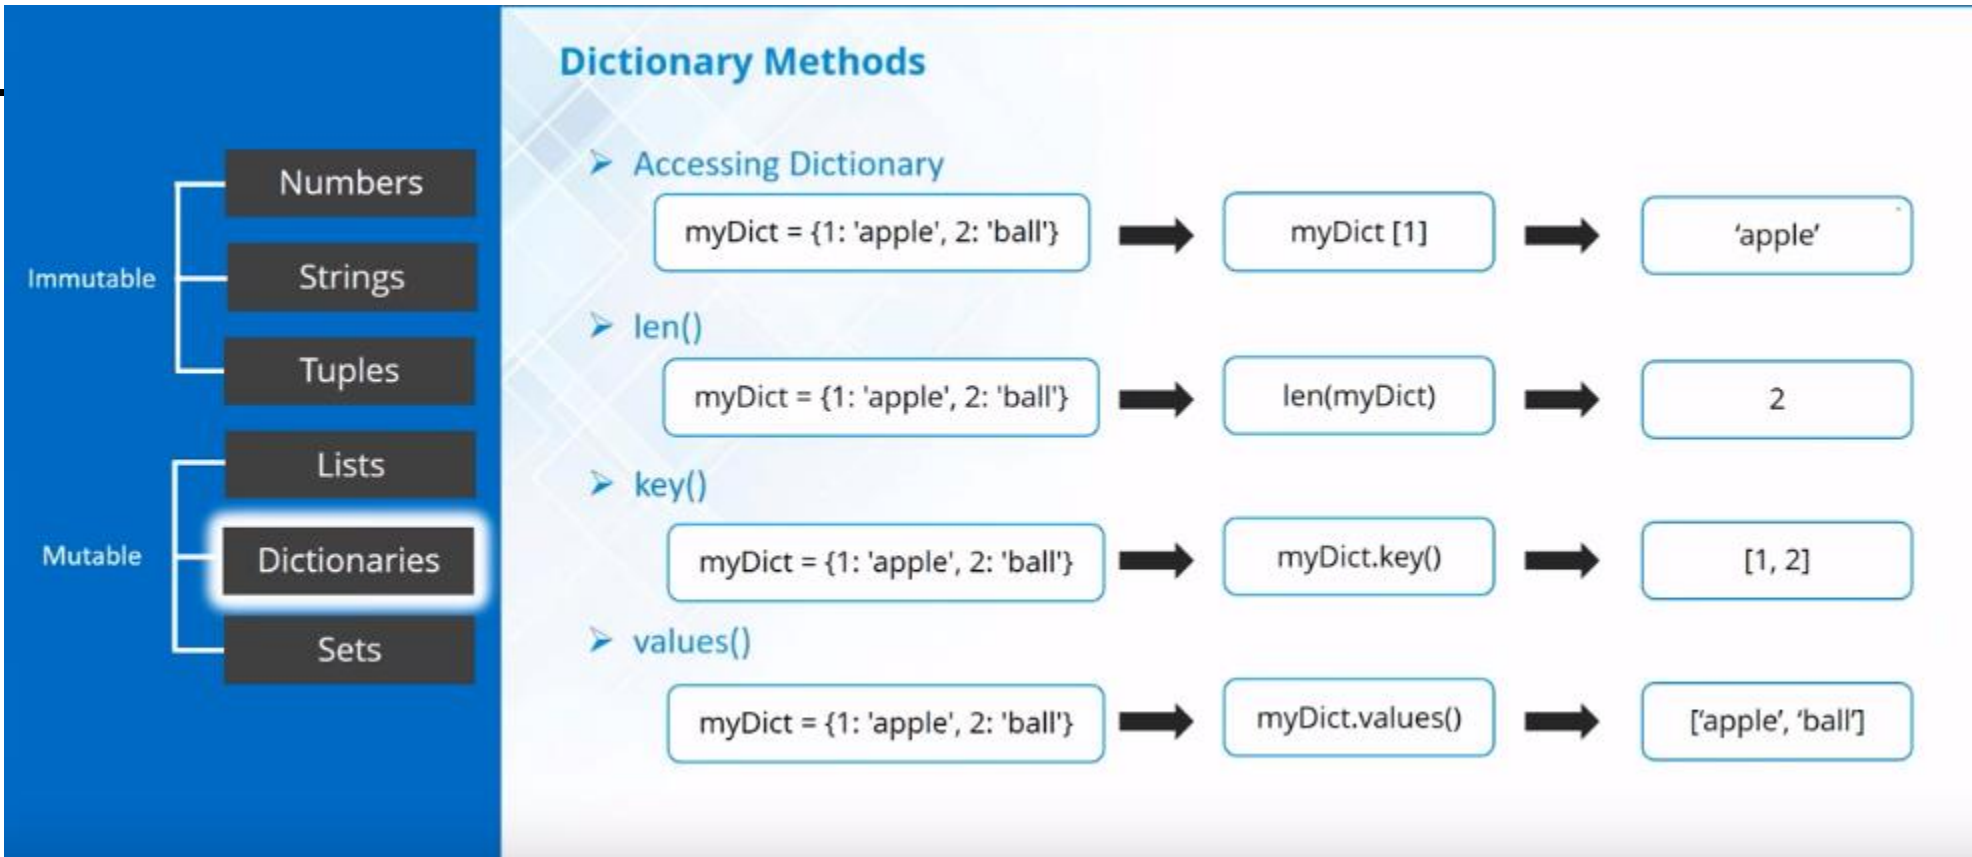 Dictionary Methods
Immutable
Numbers
Strings
Tuples
Mutable
Lists
Dictionaries
Sets
➢ Accessing Dictionary
myDict = {1: 'apple', 2: 'ball'}
myDict [1]
‘apple’
➢ len()
myDict = {1: 'apple', 2: 'ball'}
len(myDict)
2
➢ key()
myDict = {1: 'apple', 2: 'ball'}
myDict.key()
[1, 2]
➢ values()
myDict = {1: 'apple', 2: 'ball'}
myDict.values()
[‘apple’, ‘ball’]